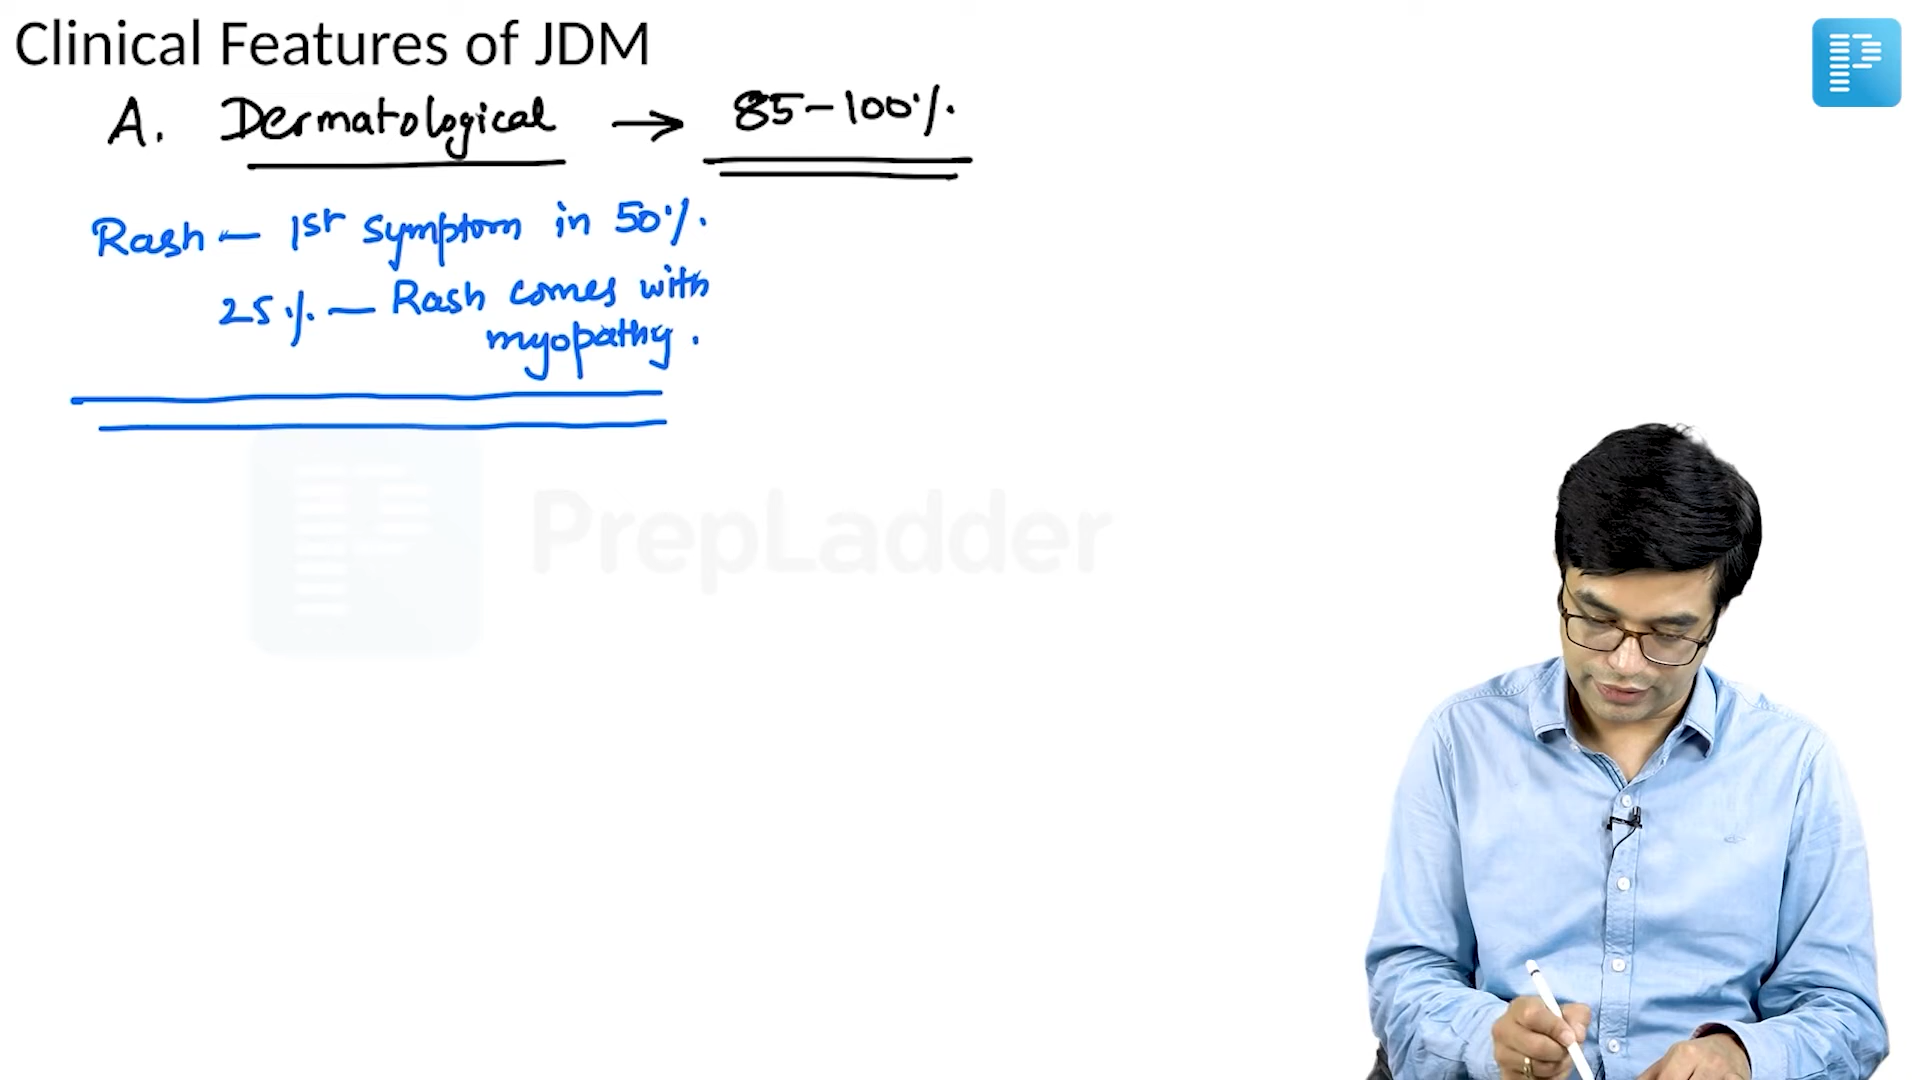 Clinical Features of JDM
A. Dermatological → 85-100%.
Rash - 1st symptom in 50%.
25% - Rash comes with
myopathy.
PrepLadder